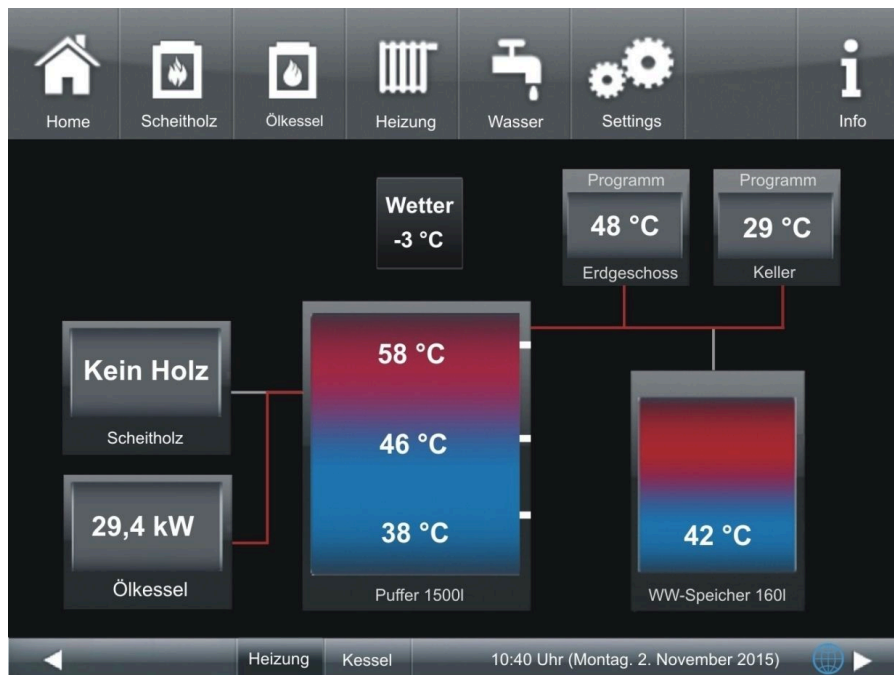 Home Scheitholz Ölkessel Heizung Wasser Settings Info
Wetter
-3 °C
Programm
48 °C
Erdgeschoss
Programm
29 °C
Keller
Kein Holz
Scheitholz
29,4 kW
Ölkessel
58 °C
46 °C
38 °C
Puffer 1500l
42 °C
WW-Speicher 160l
Heizung Kessel 10:40 Uhr (Montag. 2. November 2015)